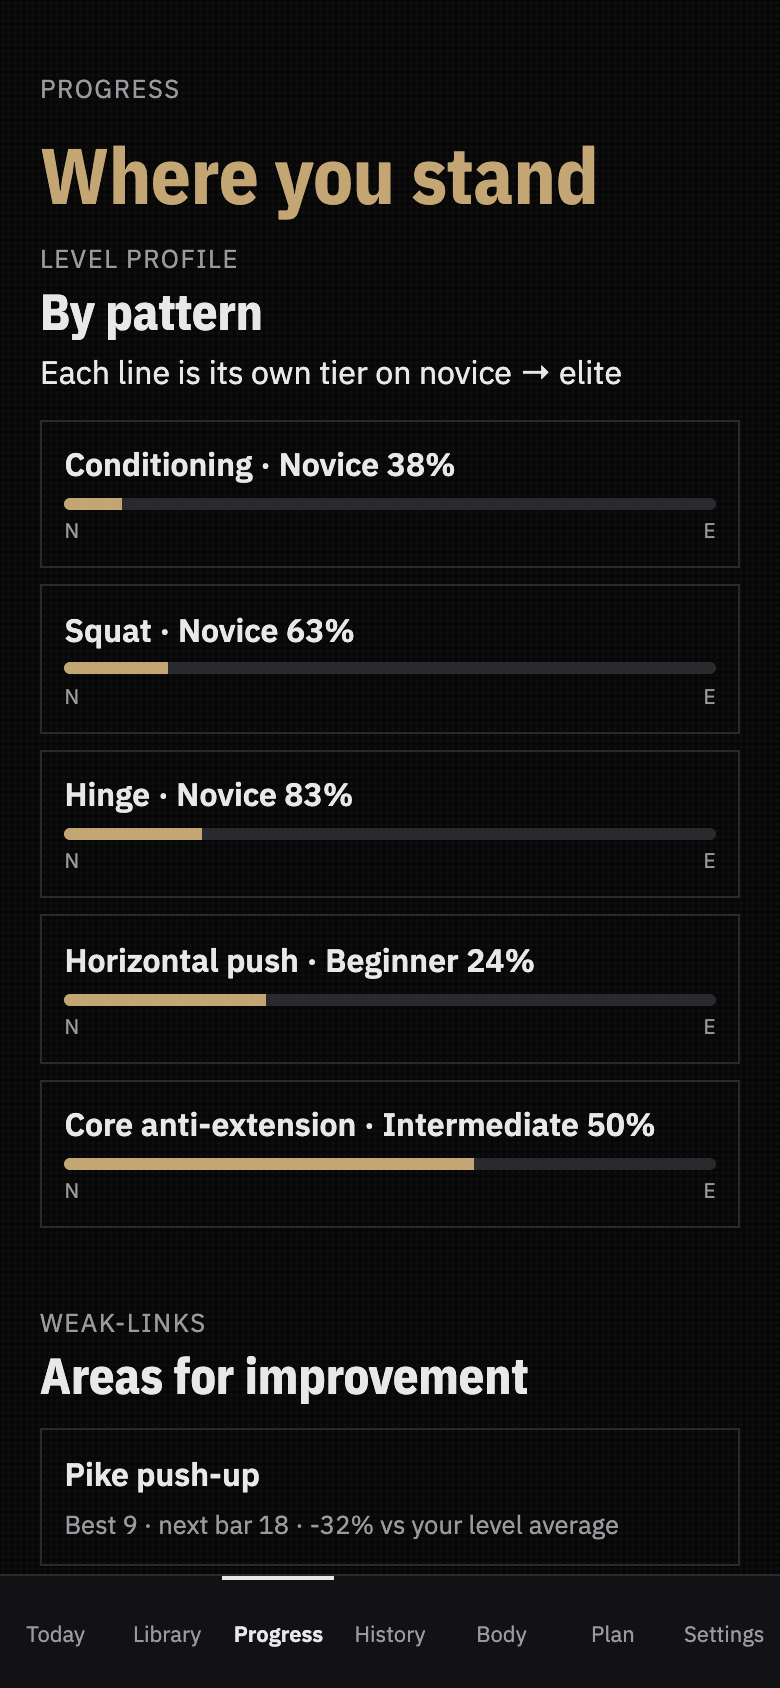 PROGRESS
Where you stand
LEVEL PROFILE
By pattern
Each line is its own tier on novice → elite
Conditioning · Novice 38%
N E
Squat · Novice 63%
N E
Hinge · Novice 83%
N E
Horizontal push · Beginner 24%
N E
Core anti-extension · Intermediate 50%
N E
WEAK-LINKS
Areas for improvement
Pike push-up
Best 9 · next bar 18 · -32% vs your level average
Today Library Progress History Body Plan Settings